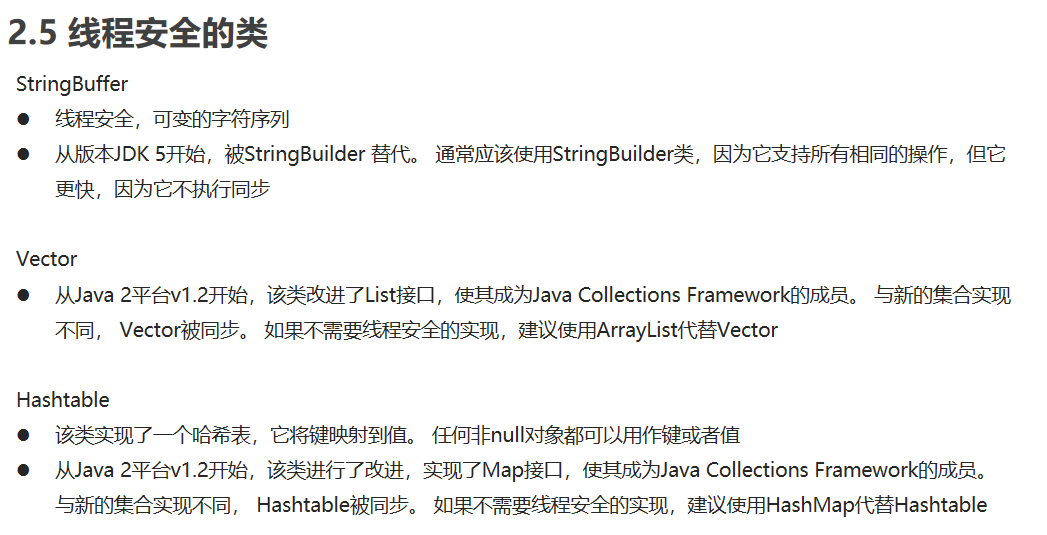 2.5 线程安全的类
StringBuffer
● 线程安全，可变的字符序列
● 从版本JDK 5开始，被StringBuilder 替代。 通常应该使用StringBuilder类，因为它支持所有相同的操作，但它
更快，因为它不执行同步
Vector
● 从Java 2平台v1.2开始，该类改进了List接口，使其成为Java Collections Framework的成员。 与新的集合实现
不同， Vector被同步。 如果不需要线程安全的实现，建议使用ArrayList代替Vector
Hashtable
● 该类实现了一个哈希表，它将键映射到值。 任何非null对象都可以用作键或者值
● 从Java 2平台v1.2开始，该类进行了改进，实现了Map接口，使其成为Java Collections Framework的成员。
与新的集合实现不同， Hashtable被同步。 如果不需要线程安全的实现，建议使用HashMap代替Hashtable